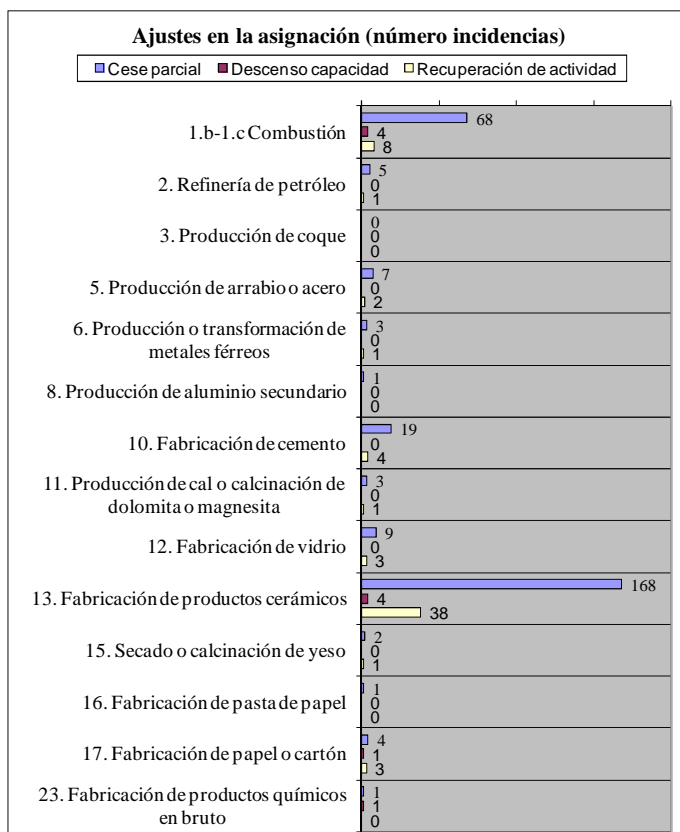 Ajustes en la asignación (número incidencias)
Cese parcial Descenso capacidad Recuperación de actividad
1.b-1.c Combustión
68
4
8
2. Refinería de petróleo
5
0
1
3. Producción de coque
0
0
0
5. Producción de arrabio o acero
7
0
2
6. Producción o transformación de
metales férreos
3
0
1
8. Producción de aluminio secundario
1
0
0
10. Fabricación de cemento
19
0
4
11. Producción de cal o calcinación de
dolomita o magnesita
3
0
1
12. Fabricación de vidrio
9
0
3
13. Fabricación de productos cerámicos
168
4
38
15. Secado o calcinación de yeso
2
0
1
16. Fabricación de pasta de papel
1
0
0
17. Fabricación de papel o cartón
4
1
3
23. Fabricación de productos químicos
en bruto
1
1
0